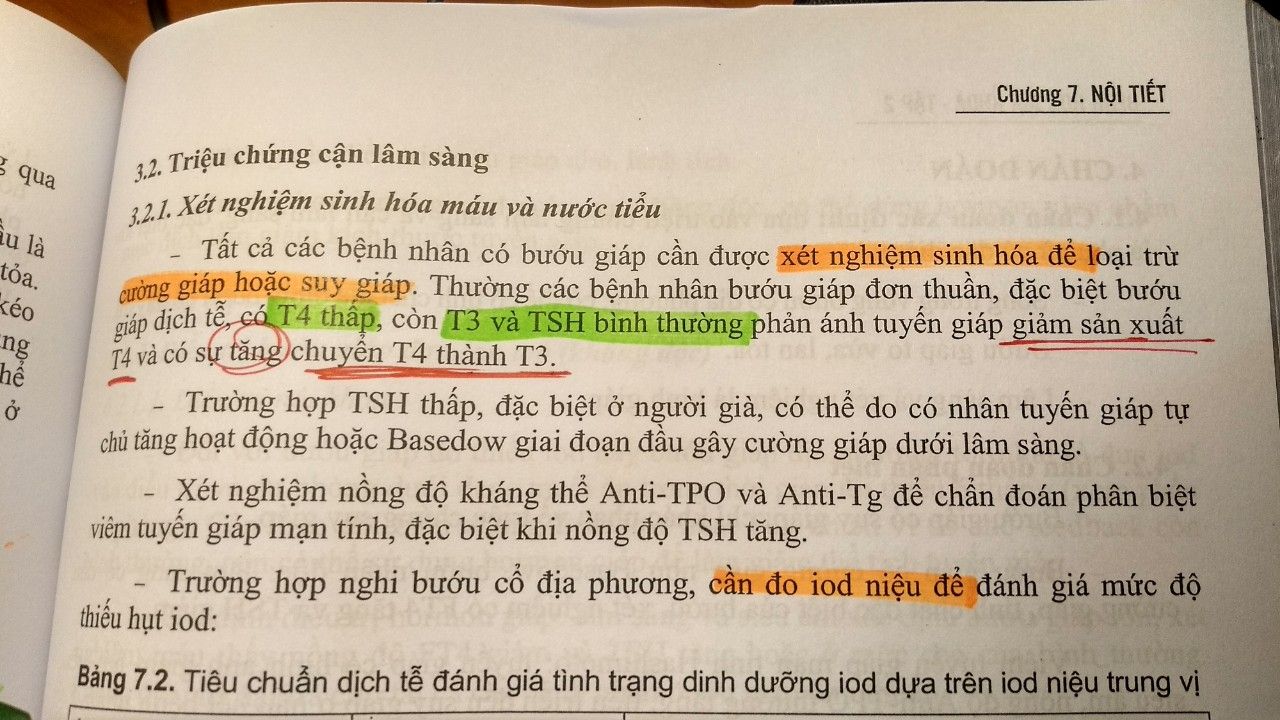 Chương 7. NỘI TIẾT
qua
ầu là
tỏa.
kéo
ở
3.2. Triệu chứng cận lâm sàng
3.2.1. Xét nghiệm sinh hóa máu và nước tiểu
- Tất cả các bệnh nhân có bướu giáp cần được xét nghiệm sinh hóa để loại trừ
cường giáp hoặc suy giáp. Thường các bệnh nhân bướu giáp đơn thuần, đặc biệt bướu
giáp dịch tễ, có T4 thấp, còn T3 và TSH bình thường phản ánh tuyến giáp giảm sản xuất
T4 và có sự tăng chuyển T4 thành T3.
- Trường hợp TSH thấp, đặc biệt ở người già, có thể do có nhân tuyến giáp tự
chủ tăng hoạt động hoặc Basedow giai đoạn đầu gây cường giáp dưới lâm sàng.
- Xét nghiệm nồng độ kháng thể Anti-TPO và Anti-Tg để chẩn đoán phân biệt
viêm tuyến giáp mạn tính, đặc biệt khi nồng độ TSH tăng.
- Trường hợp nghi bướu cổ địa phương, cần đo iod niệu để đánh giá mức độ
thiếu hụt iod:
Bảng 7.2. Tiêu chuẩn dịch tễ đánh giá tình trạng dinh dưỡng iod dựa trên iod niệu trung vị